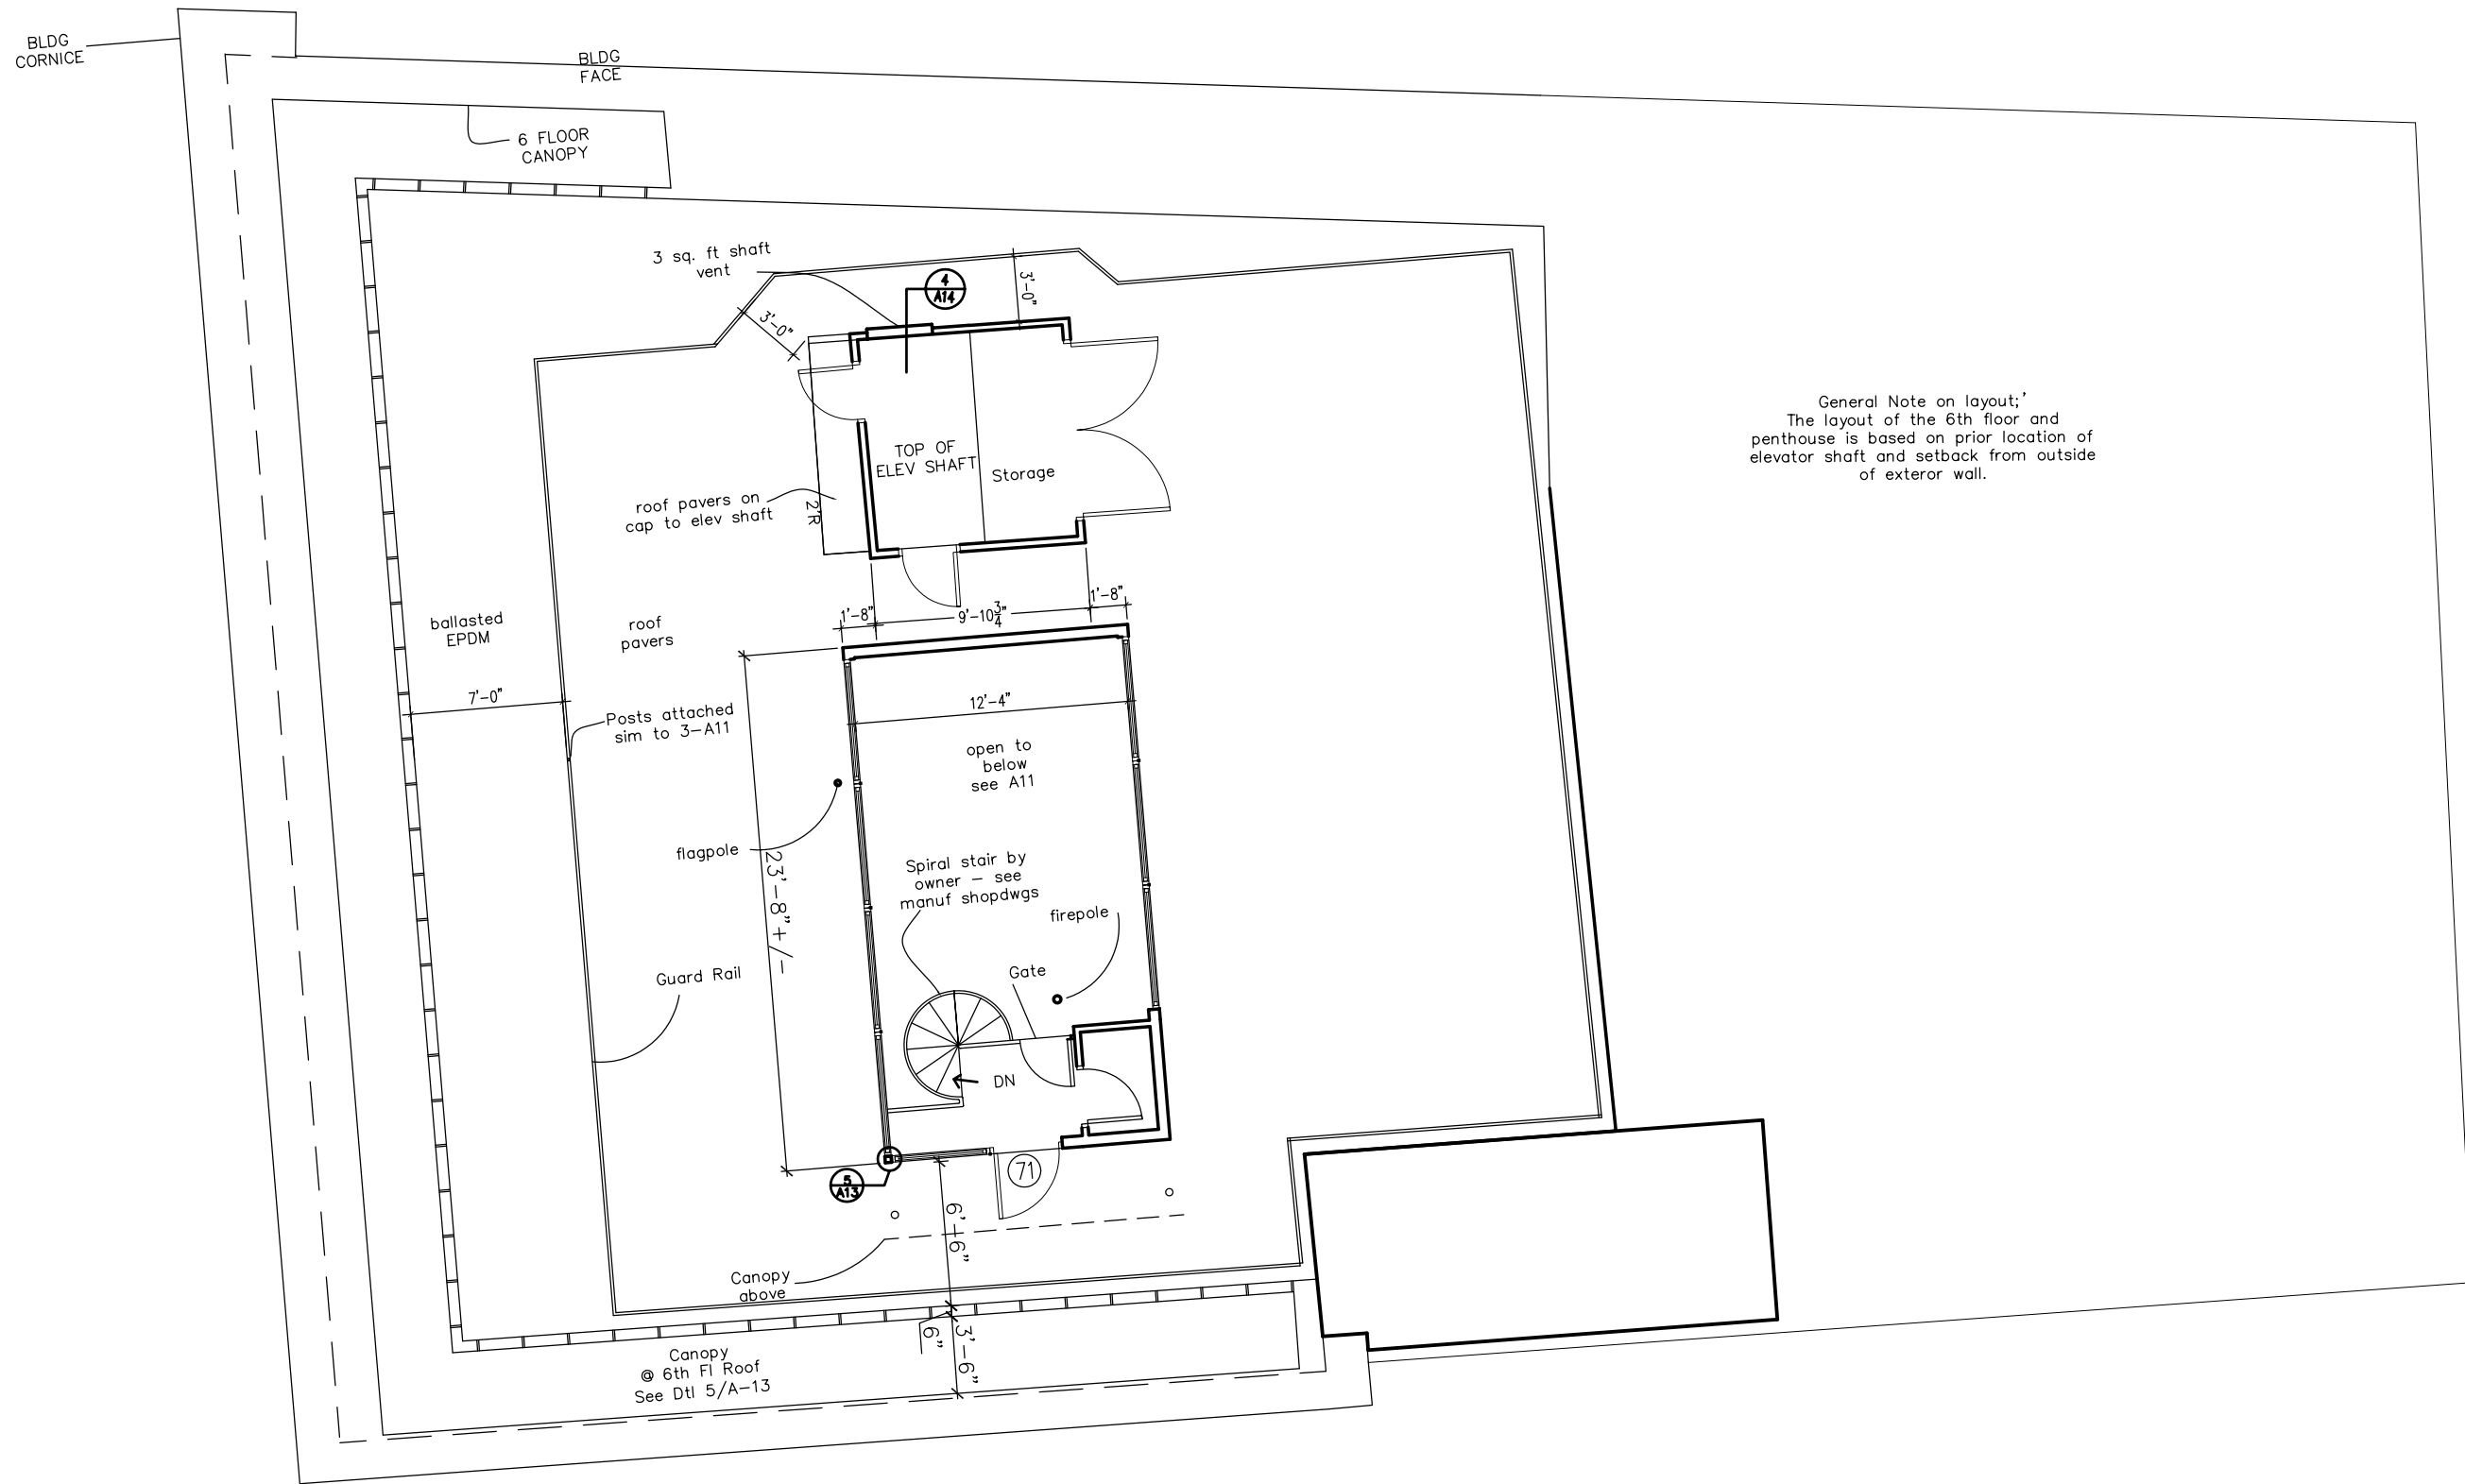 BLDG
CORNICE
BLDG
FACE
6 FLOOR
CANOPY
3 sq. ft shaft
vent
4
A14
3'-0"
3'-0"
General Note on layout;'
The layout of the 6th floor and
penthouse is based on prior location of
elevator shaft and setback from outside
of exteror wall.
TOP OF
ELEV SHAFT
Storage
roof pavers on
cap to elev shaft
2'R
1'-8"
9'-10 3/4"
1'-8"
ballasted
EPDM
roof
pavers
7'-0"
Posts attached
sim to 3-A11
12'-4"
open to
below
see A11
flagpole
23'-8"+/-
Spiral stair by
owner – see
manuf shopdwgs
firepole
Gate
Guard Rail
DN
71
5
A13
6'-6"
Canopy
above
6"
3'-6"
Canopy
@ 6th Fl Roof
See Dtl 5/A-13